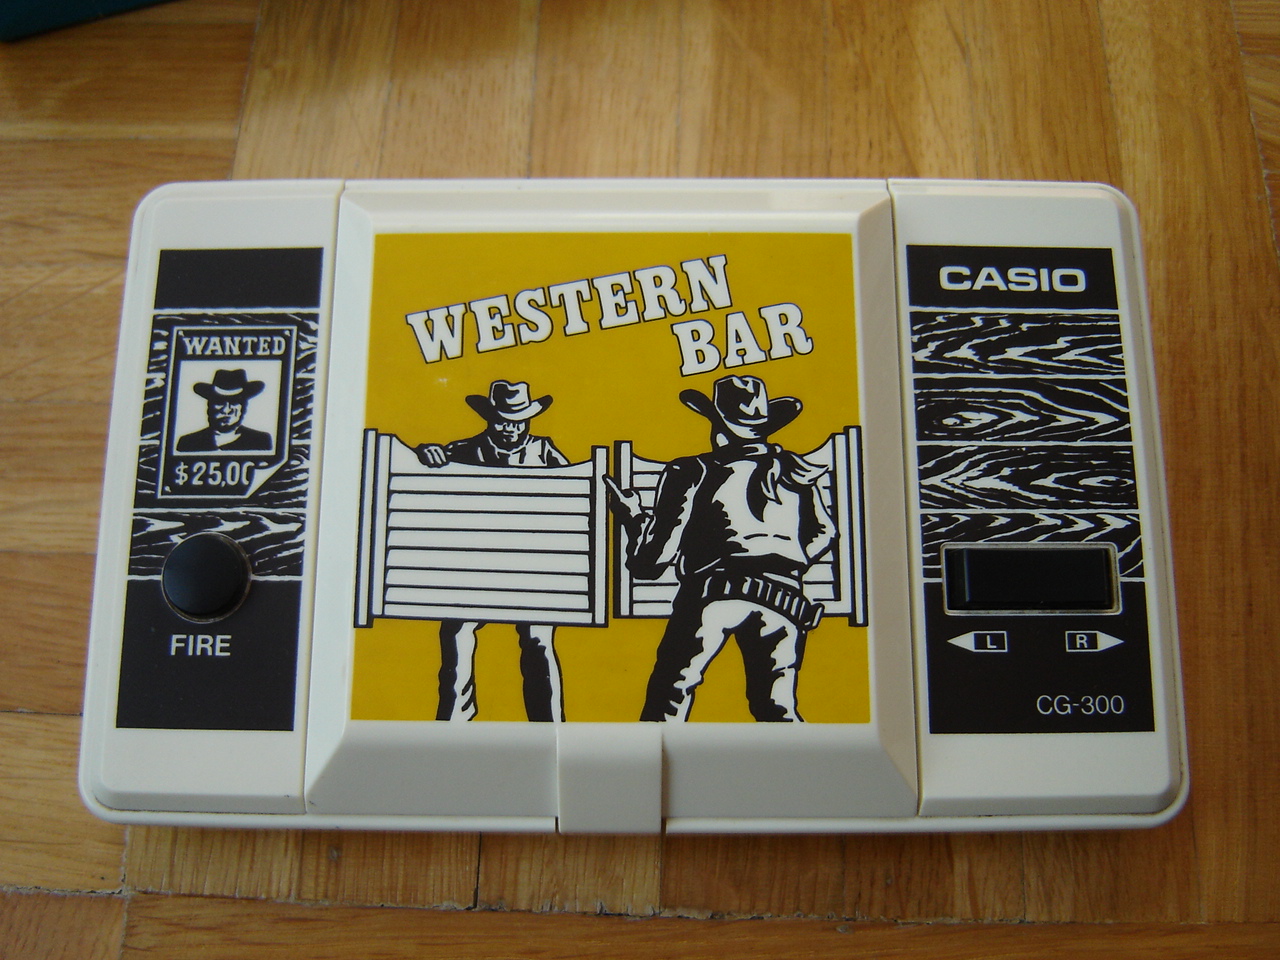 WANTED
$25,00
FIRE
WESTERN
BAR
CASIO
L R
CG-300